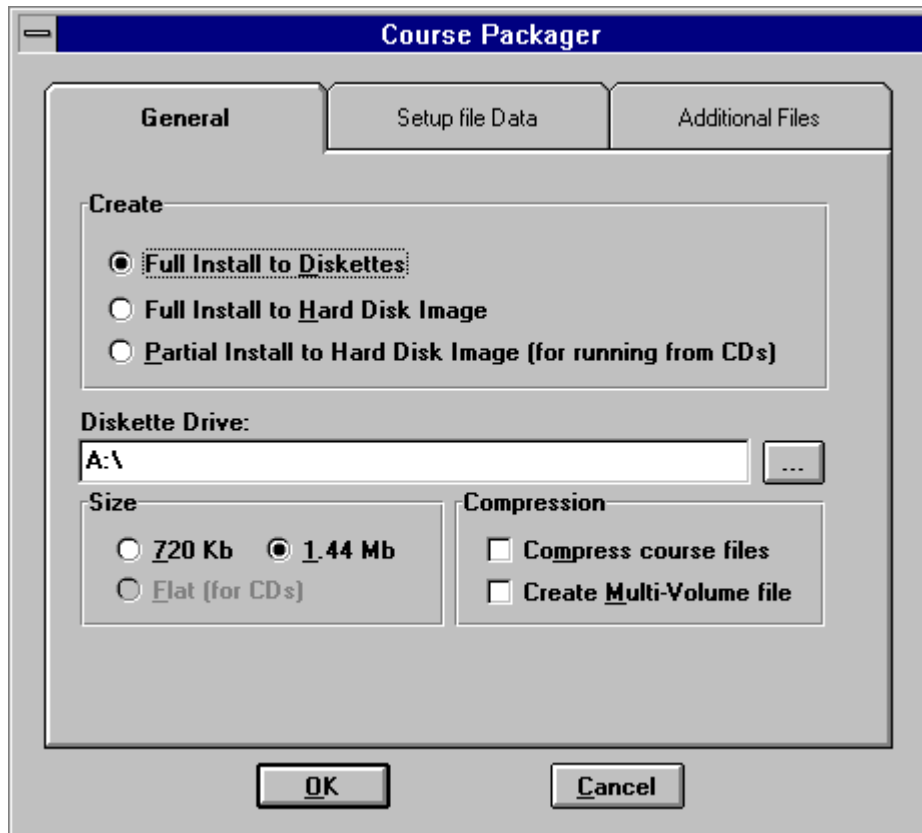 Course Packager
General Setup file Data Additional Files
Create
Full Install to Diskettes
Full Install to Hard Disk Image
Partial Install to Hard Disk Image (for running from CDs)
Diskette Drive:
A:\ ...
Size Compression
720 Kb 1.44 Mb Compress course files
Flat (for CDs) Create Multi-Volume file
OK Cancel